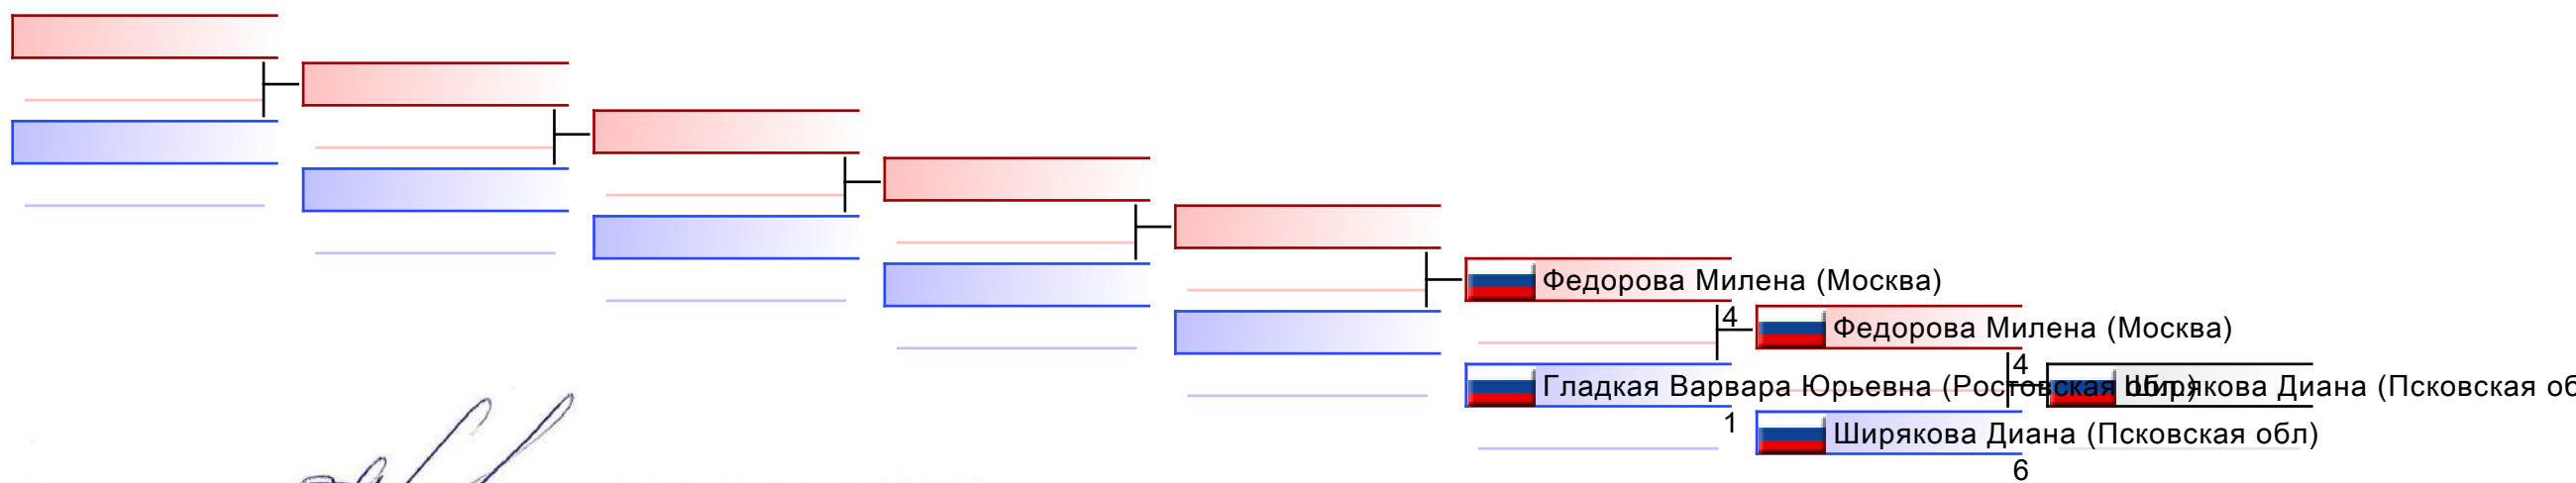 Федорова Милена (Москва)
4
Федорова Милена (Москва)
4
Гладкая Варвара Юрьевна (Ростовская обл)
Ширякова Диана (Псковская об
1
Ширякова Диана (Псковская обл)
6